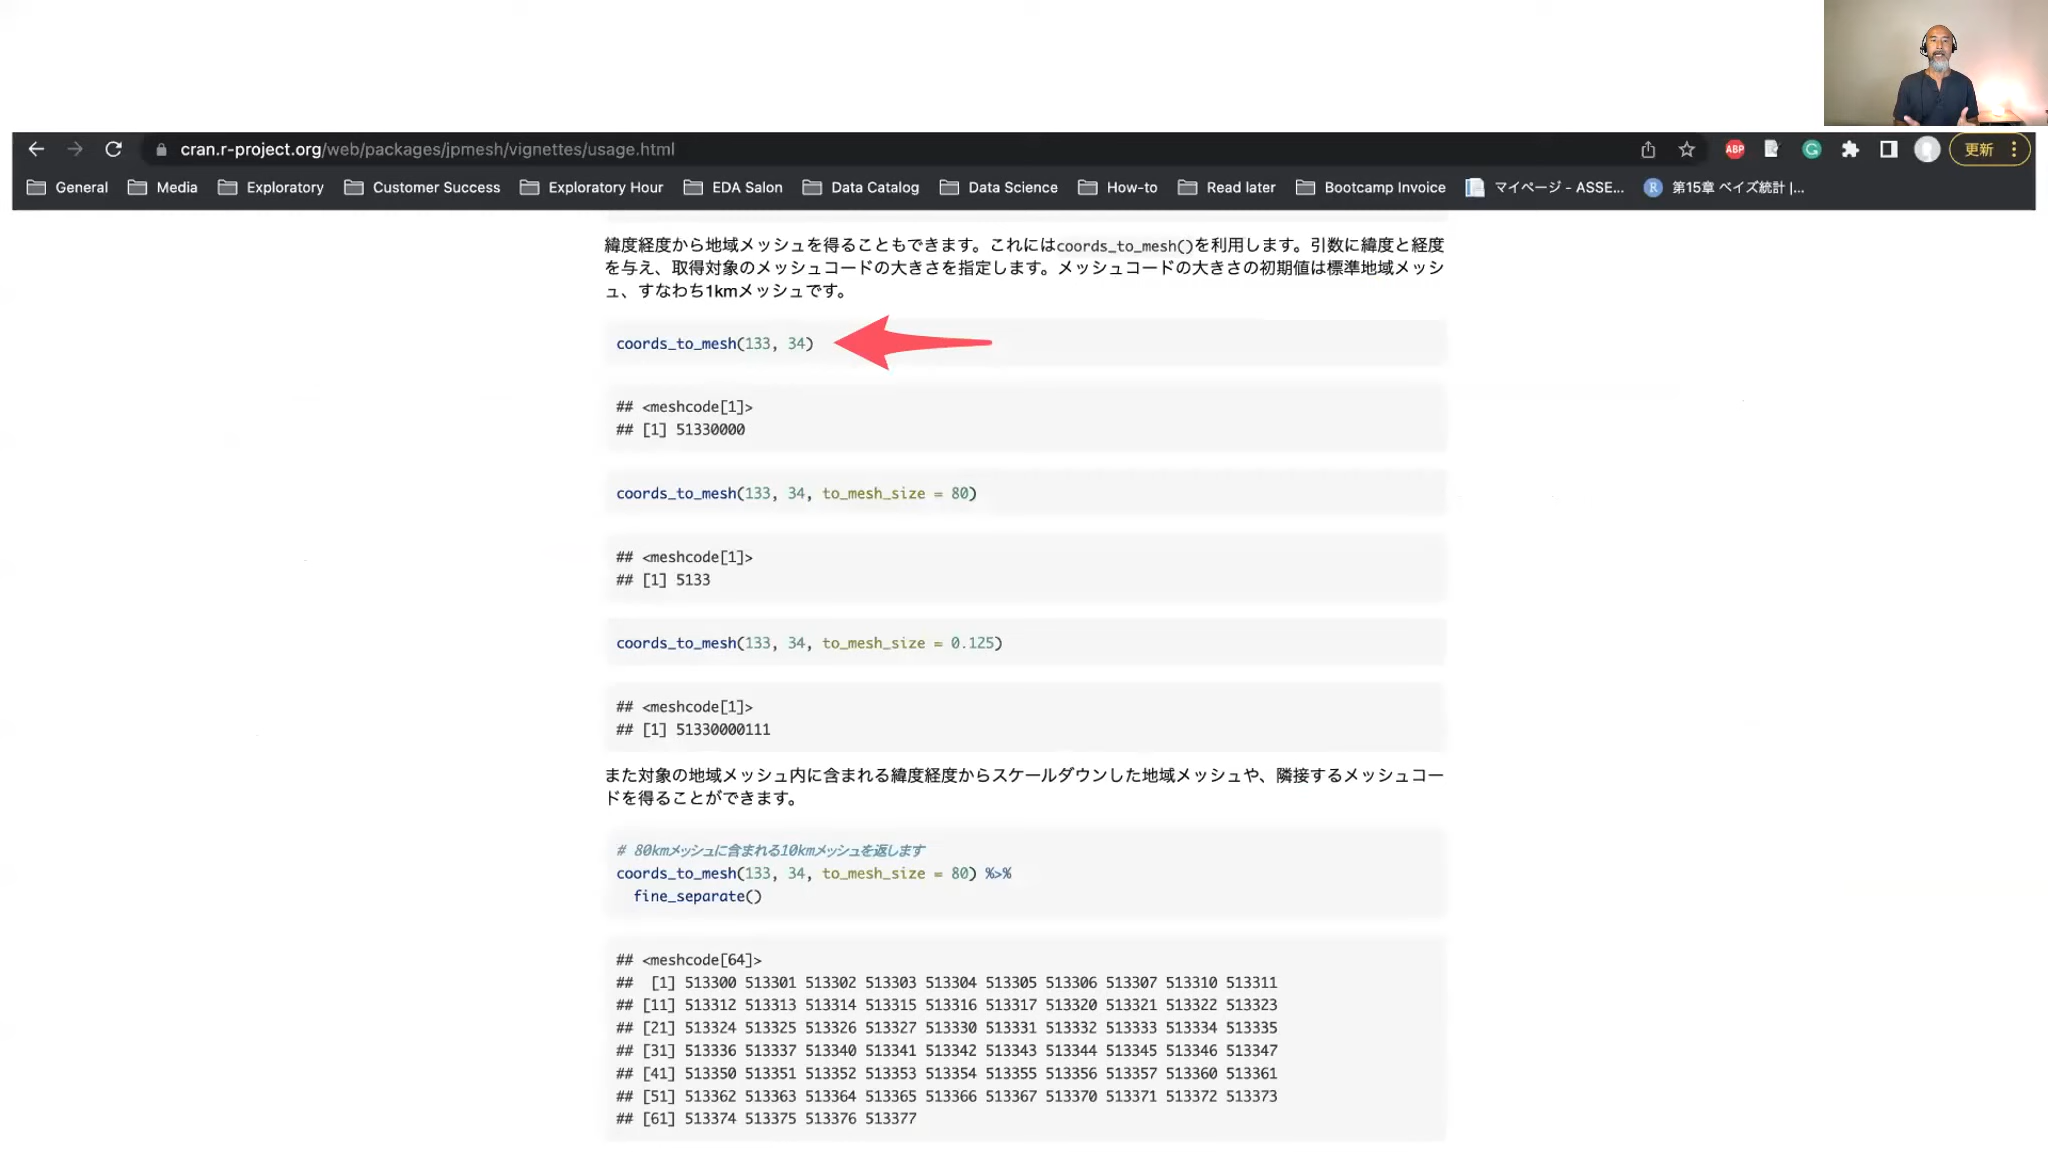 cran.r-project.org/web/packages/jpmesh/vignettes/usage.html
ABP
更新
General Media Exploratory Customer Success Exploratory Hour EDA Salon Data Catalog Data Science How-to Read later Bootcamp Invoice マイページ - ASSE... R 第15章 ベイズ統計 |...
緯度経度から地域メッシュを得ることもできます。これにはcoords_to_mesh()を利用します。引数に緯度と経度
を与え、取得対象のメッシュコードの大きさを指定します。メッシュコードの大きさの初期値は標準地域メッシ
ュ、すなわち1kmメッシュです。
coords_to_mesh(133, 34)
## <meshcode[1]>
## [1] 51330000
coords_to_mesh(133, 34, to_mesh_size = 80)
## <meshcode[1]>
## [1] 5133
coords_to_mesh(133, 34, to_mesh_size = 0.125)
## <meshcode[1]>
## [1] 51330000111
また対象の地域メッシュ内に含まれる緯度経度からスケールダウンした地域メッシュや、隣接するメッシュコー
ドを得ることができます。
# 80kmメッシュに含まれる10kmメッシュを返します
coords_to_mesh(133, 34, to_mesh_size = 80) %>%
fine_separate()
## <meshcode[64]>
## [1] 513300 513301 513302 513303 513304 513305 513306 513307 513310 513311
## [11] 513312 513313 513314 513315 513316 513317 513320 513321 513322 513323
## [21] 513324 513325 513326 513327 513330 513331 513332 513333 513334 513335
## [31] 513336 513337 513340 513341 513342 513343 513344 513345 513346 513347
## [41] 513350 513351 513352 513353 513354 513355 513356 513357 513360 513361
## [51] 513362 513363 513364 513365 513366 513367 513370 513371 513372 513373
## [61] 513374 513375 513376 513377